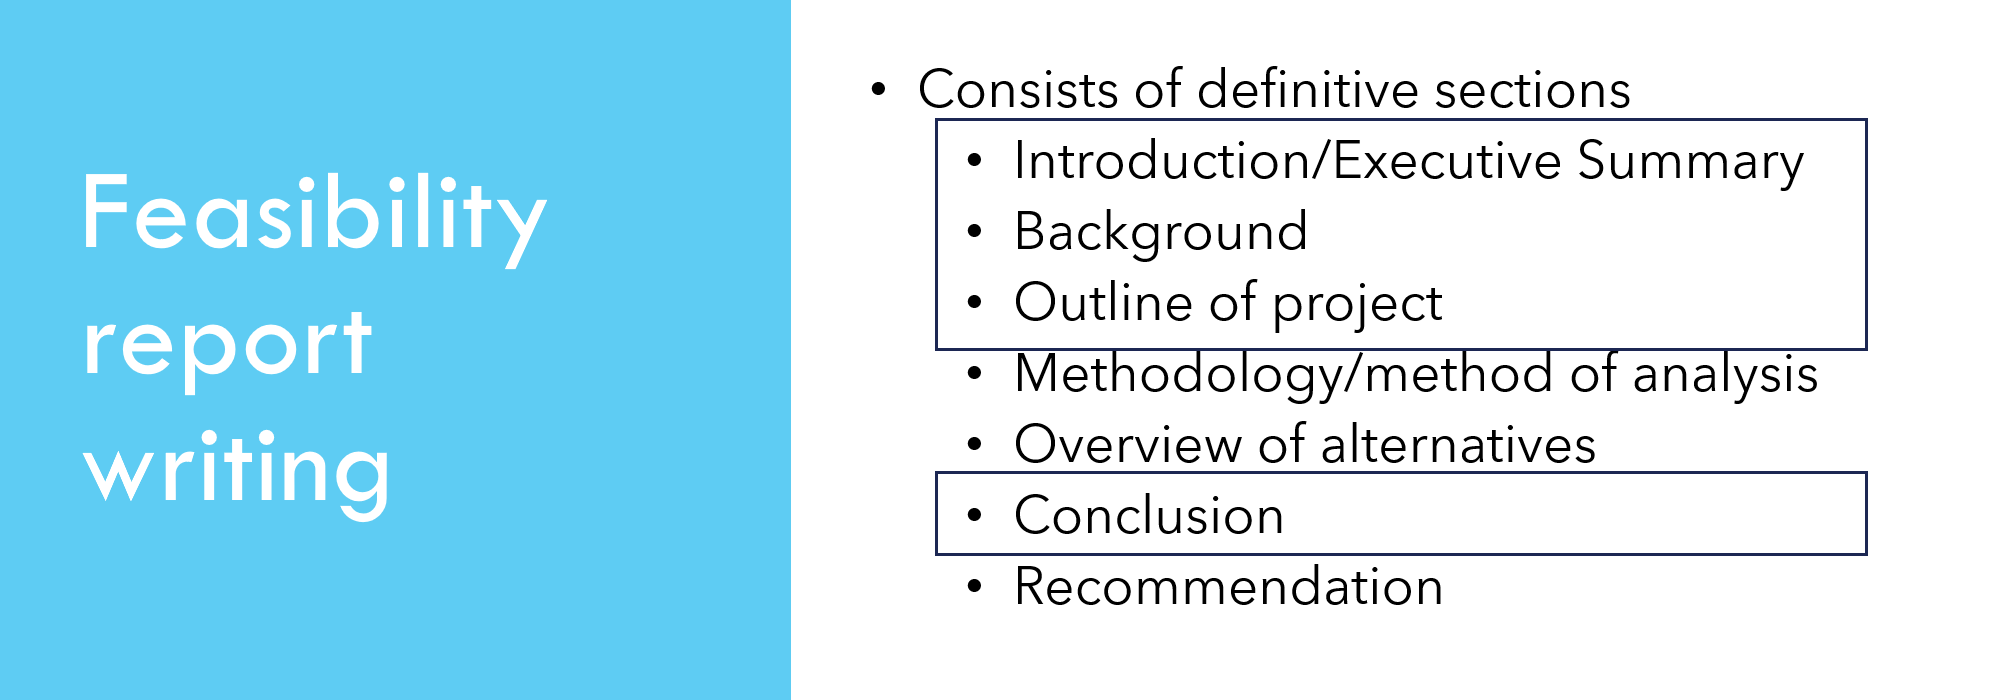 Feasibility
report
writing
• Consists of definitive sections
• Introduction/Executive Summary
• Background
• Outline of project
• Methodology/method of analysis
• Overview of alternatives
• Conclusion
• Recommendation